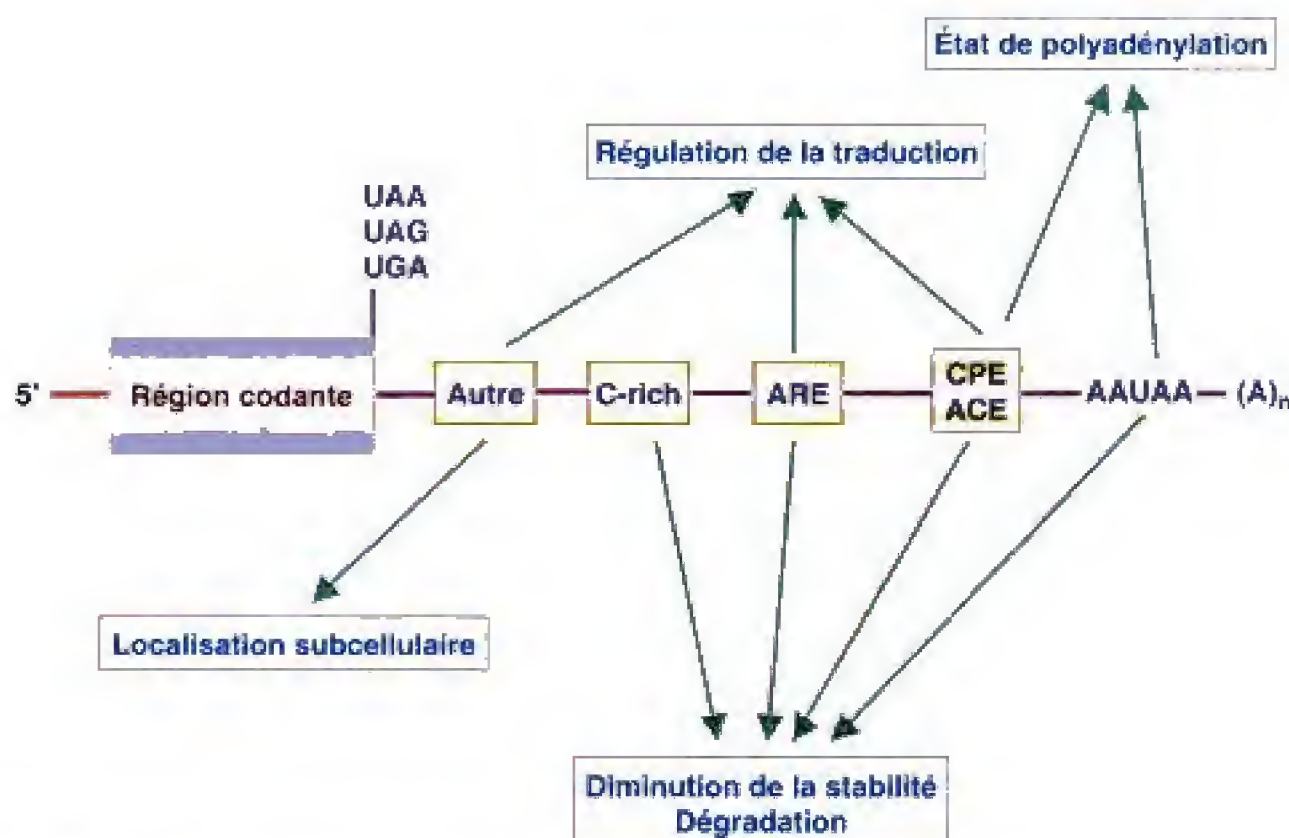 État de polyadénylation
Régulation de la traduction
UAA
UAG
UGA
5' Région codante Autre C-rich ARE CPE ACE AAUAA (A)n
Localisation subcellulaire
Diminution de la stabilité
Dégradation